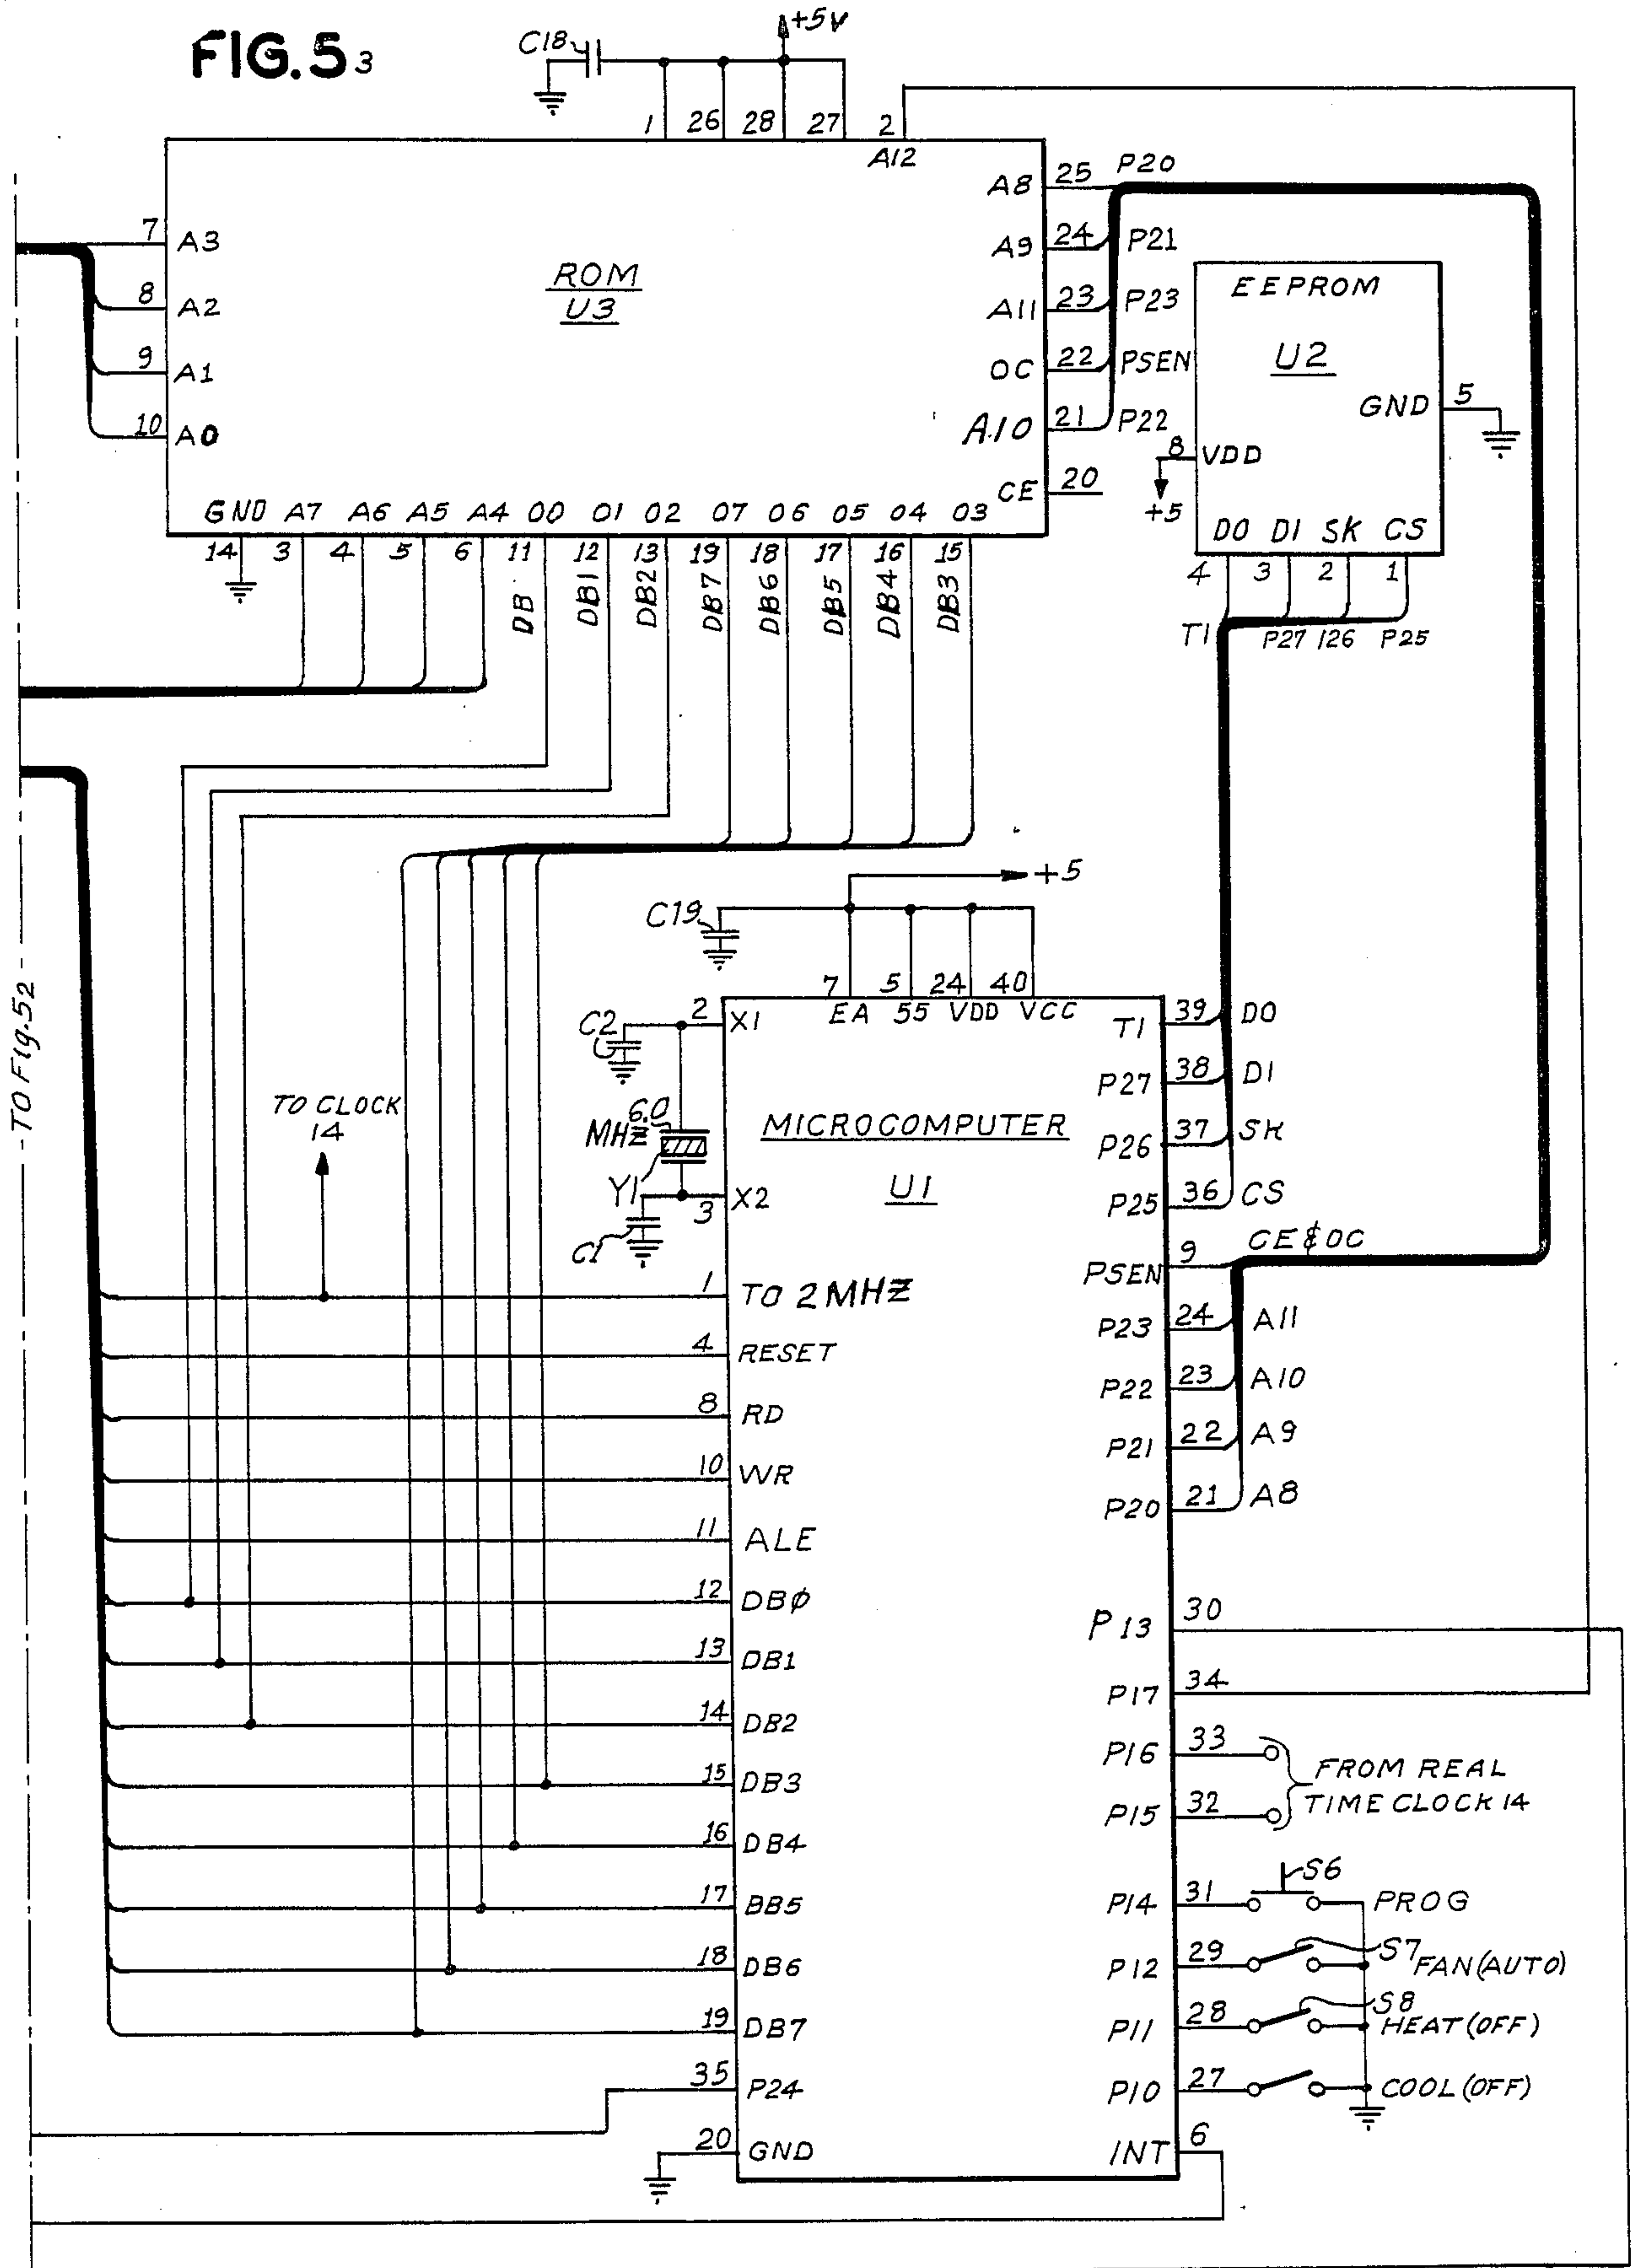 FIG.53
C18
+5V
1 26 28 27 2
A12
7 A3
8 A2
9 A1
10 A0
ROM
U3
A8 25 P20
A9 24 P21
A11 23 P23
OC 22 PSEN
A10 21 P22
CE 20
GND A7 A6 A5 A4 O0 O1 O2 O7 O6 O5 O4 O3
14 3 4 5 6 11 12 13 19 18 17 16 15
DB DB1 DB2 DB7 DB6 DB5 DB4 DB3
EEPROM
U2
GND 5
8 VDD
+5
DO DI SK CS
4 3 2 1
T1 P27 126 P25
TO Fig.52
+5
C19
7 5 24 40
EA 55 VDD VCC
C2
2 X1
6.0
MHZ
Y1
3 X2
C1
TO CLOCK
14
MICROCOMPUTER
U1
1 TO 2MHZ
4 RESET
8 RD
10 WR
11 ALE
12 DBØ
13 DB1
14 DB2
15 DB3
16 DB4
17 BB5
18 DB6
19 DB7
35 P24
20 GND
T1 39 DO
P27 38 DI
P26 37 SK
P25 36 CS
PSEN 9 CE & OC
P23 24 A11
P22 23 A10
P21 22 A9
P20 21 A8
P13 30
P17 34
P16 33
P15 32
FROM REAL
TIME CLOCK 14
S6
P14 31 PROG
P12 29 S7 FAN (AUTO)
S8
P11 28 HEAT (OFF)
P10 27 COOL (OFF)
INT 6